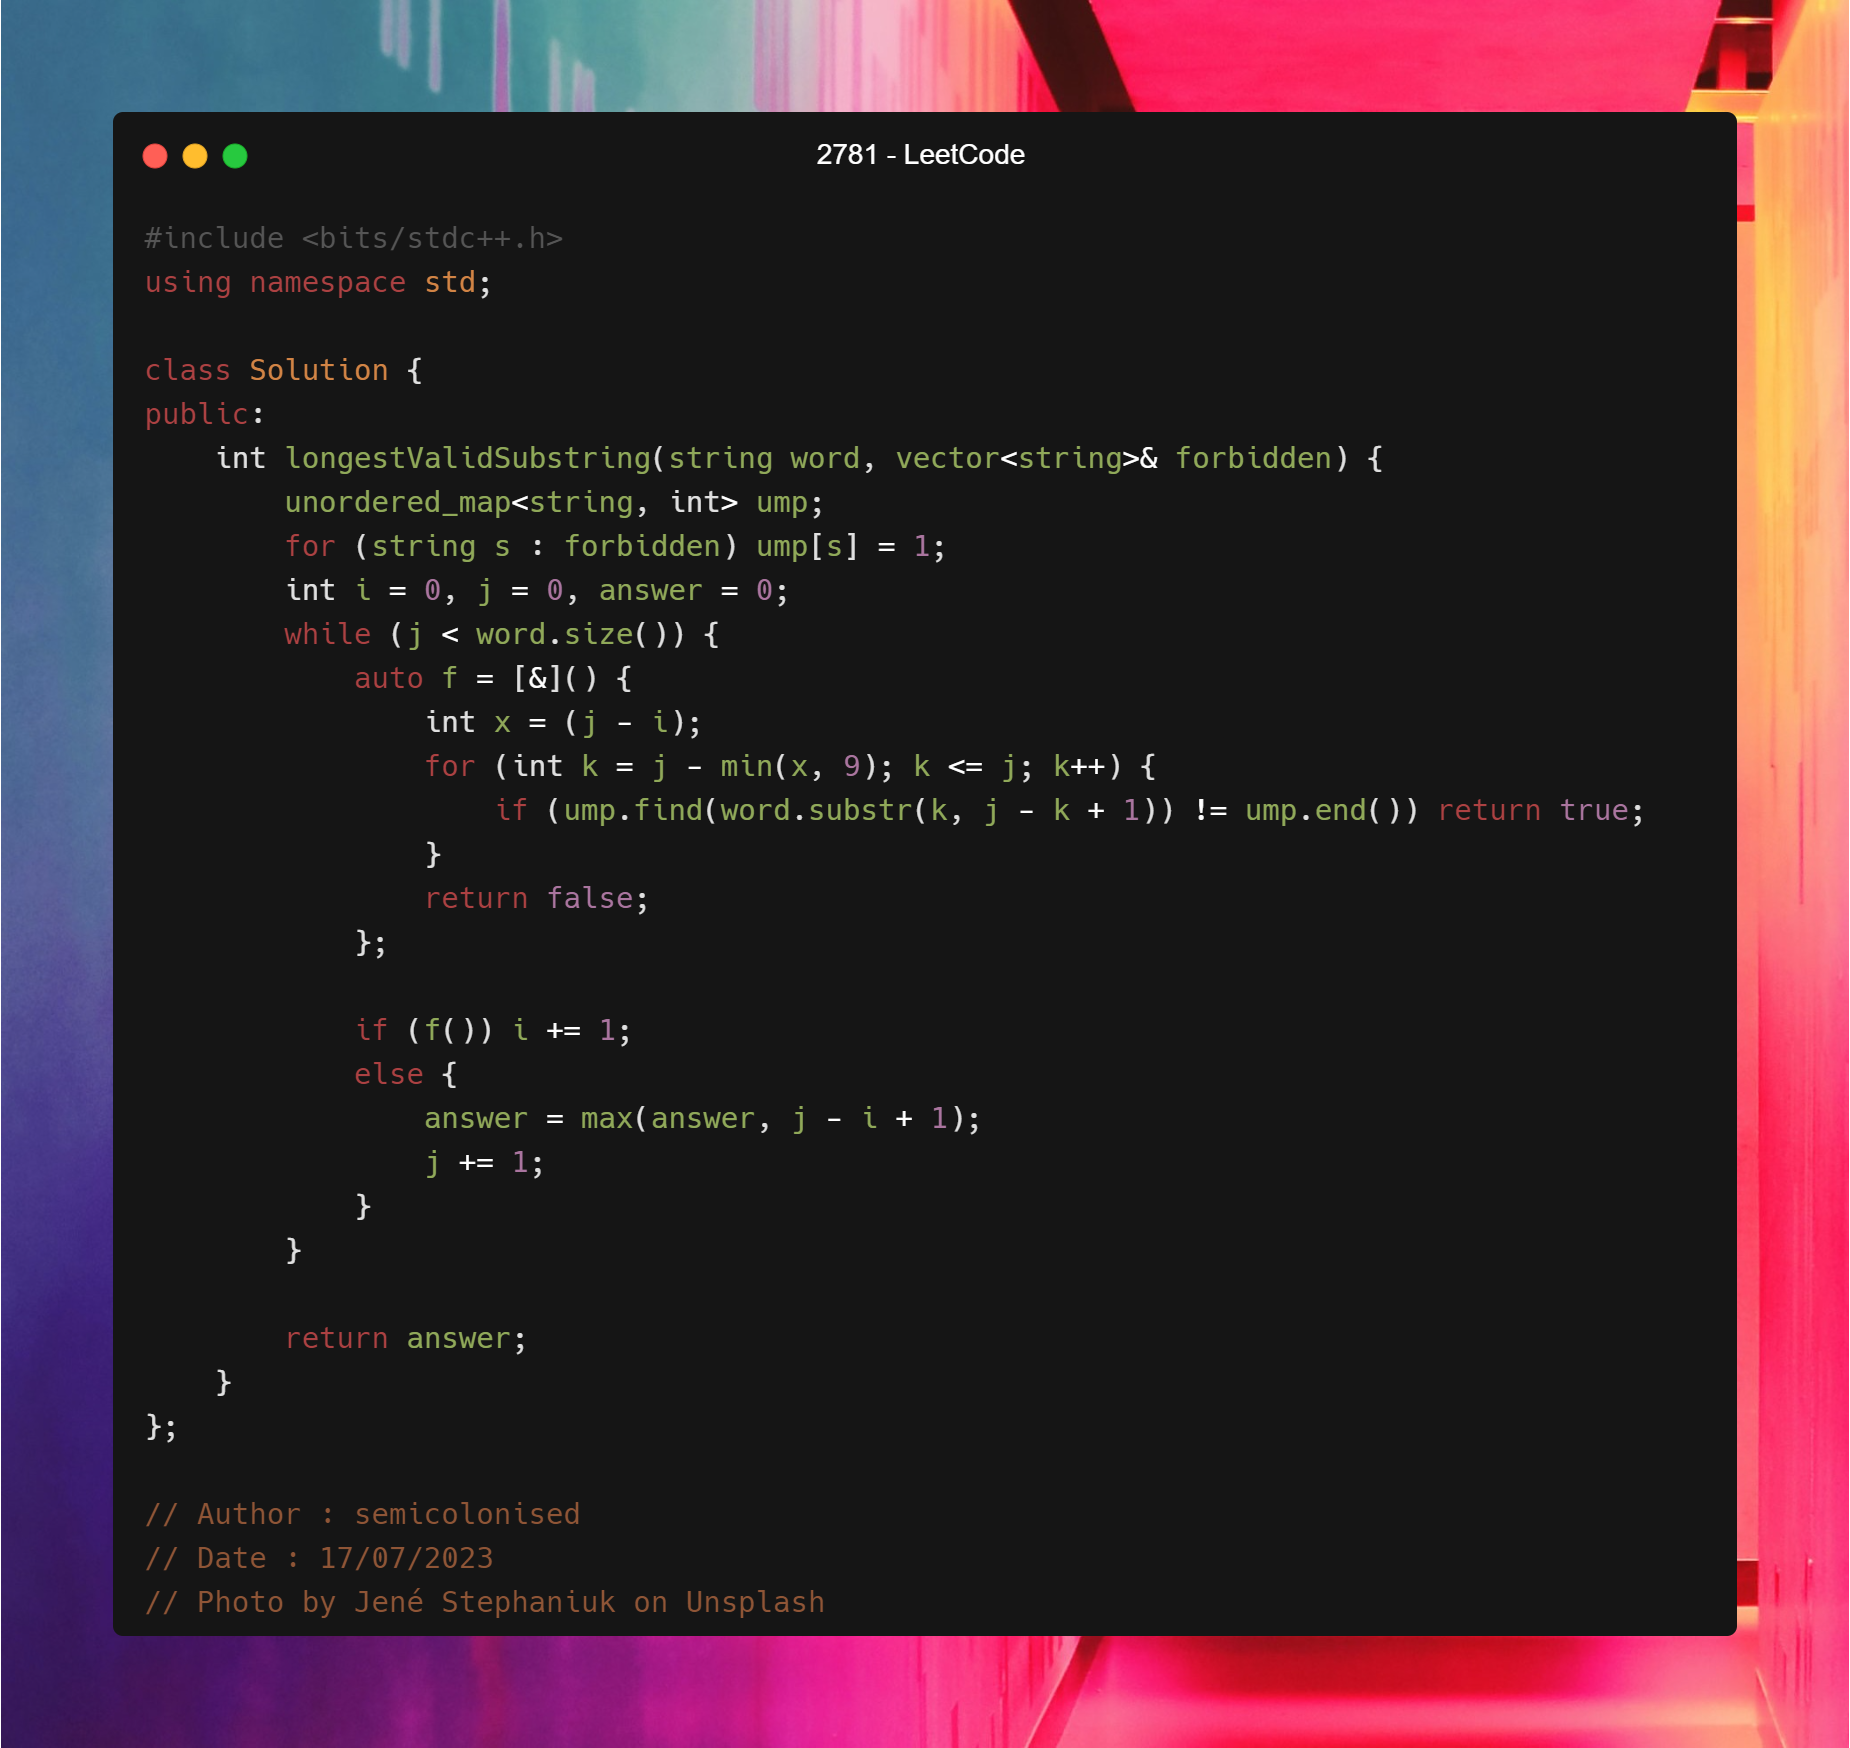 2781 - LeetCode
#include <bits/stdc++.h>
using namespace std;
class Solution {
public:
    int longestValidSubstring(string word, vector<string>& forbidden) {
        unordered_map<string, int> ump;
        for (string s : forbidden) ump[s] = 1;
        int i = 0, j = 0, answer = 0;
        while (j < word.size()) {
            auto f = [&]() {
                int x = (j - i);
                for (int k = j - min(x, 9); k <= j; k++) {
                    if (ump.find(word.substr(k, j - k + 1)) != ump.end()) return true;
                }
                return false;
            };
            if (f()) i += 1;
            else {
                answer = max(answer, j - i + 1);
                j += 1;
            }
        }
        return answer;
    }
};
// Author : semicolonised
// Date : 17/07/2023
// Photo by Jené Stephaniuk on Unsplash